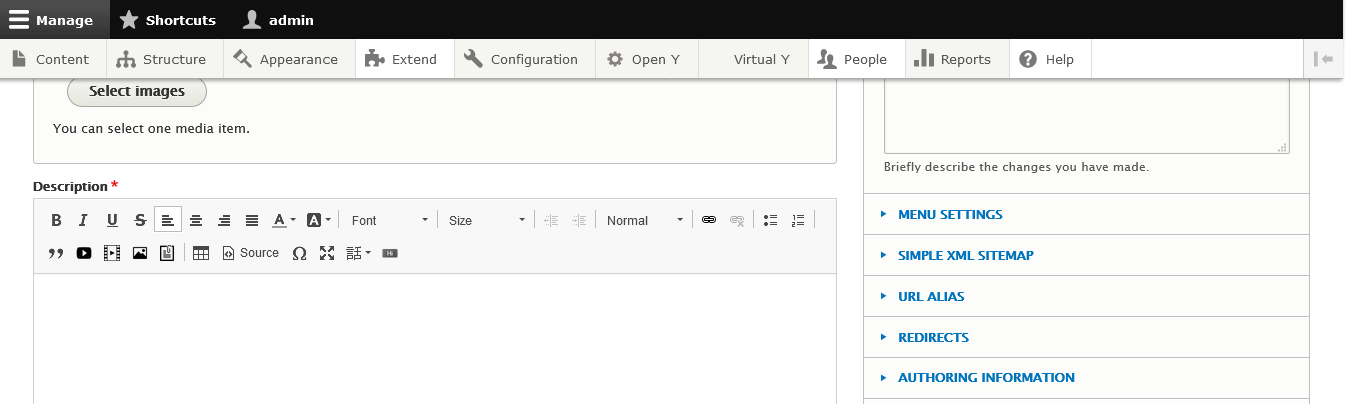 Manage Shortcuts admin
Content Structure Appearance Extend Configuration Open Y Virtual Y People Reports Help
Select images
You can select one media item.
Description *
B I U S A A Font Size Normal
Source Ω 話 Hi
Briefly describe the changes you have made.
MENU SETTINGS
SIMPLE XML SITEMAP
URL ALIAS
REDIRECTS
AUTHORING INFORMATION